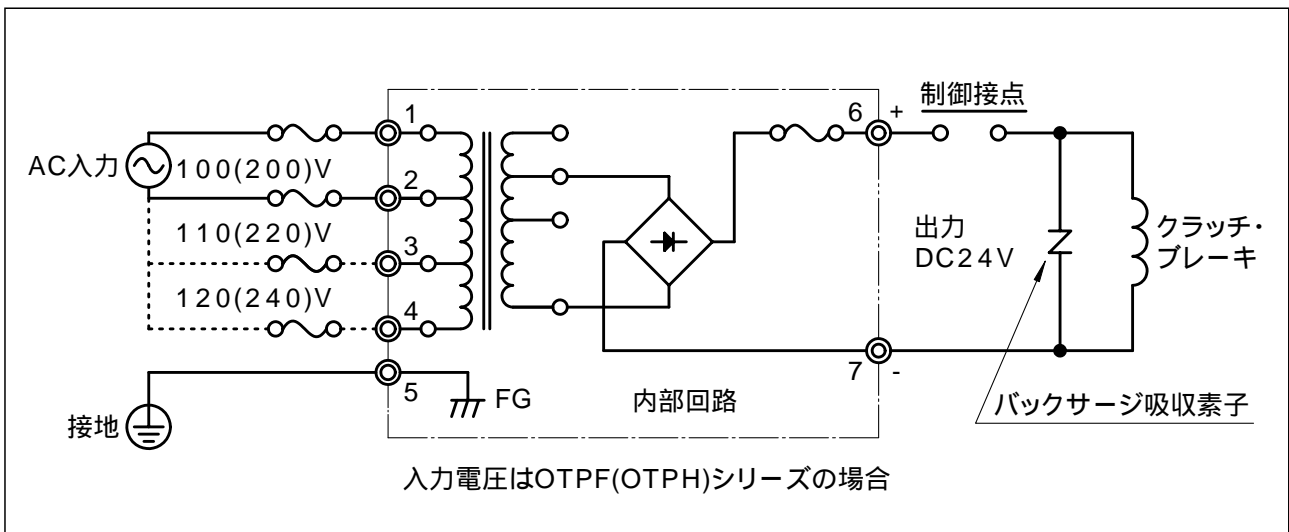 制御接点
1
6
+
AC入力
100(200)V
2
110(220)V
3
出力
DC24V
クラッチ・
ブレーキ
120(240)V
4
5
FG
内部回路
7
-
バックサージ吸収素子
接地
入力電圧はOTPF(OTPH)シリーズの場合